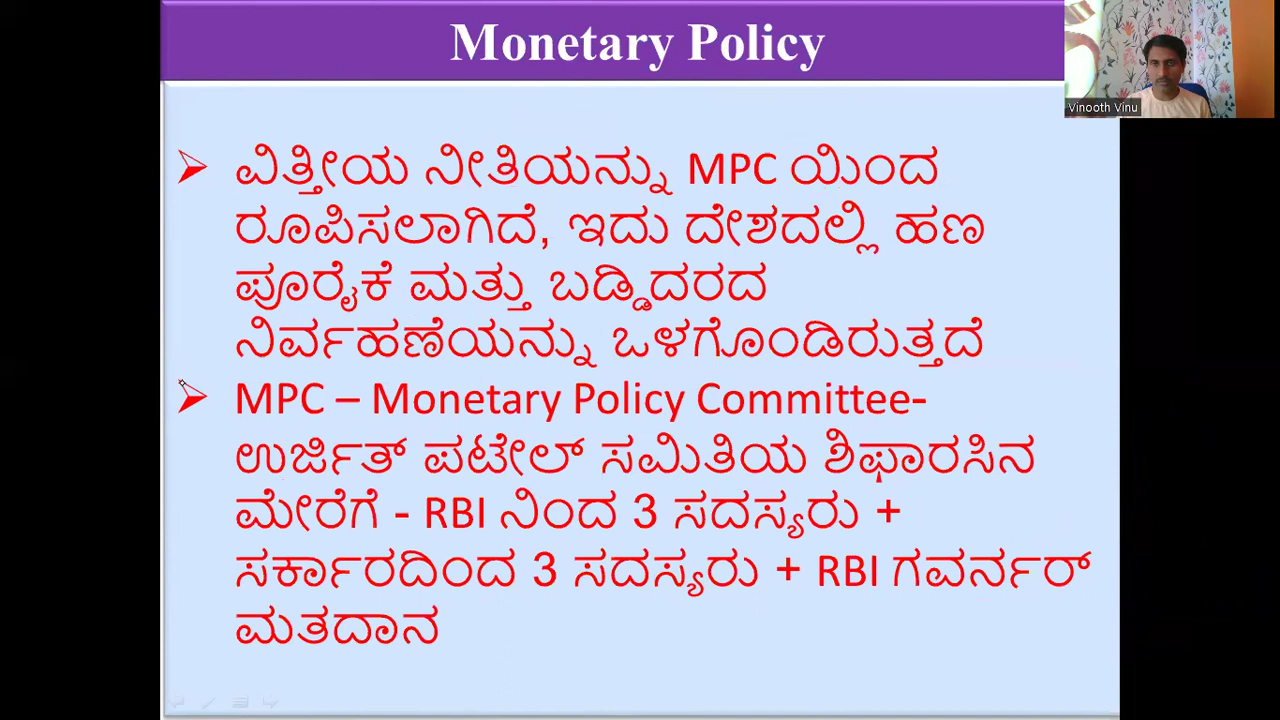 Monetary Policy
Vinooth Vinu
ವಿತ್ತೀಯ ನೀತಿಯನ್ನು MPC ಯಿಂದ
ರೂಪಿಸಲಾಗಿದೆ, ಇದು ದೇಶದಲ್ಲಿ ಹಣ
ಪೂರೈಕೆ ಮತ್ತು ಬಡ್ಡಿದರದ
ನಿರ್ವಹಣೆಯನ್ನು ಒಳಗೊಂಡಿರುತ್ತದೆ
MPC – Monetary Policy Committee-
ಉರ್ಜಿತ್ ಪಟೇಲ್ ಸಮಿತಿಯ ಶಿಫಾರಸಿನ
ಮೇರೆಗೆ - RBI ನಿಂದ 3 ಸದಸ್ಯರು +
ಸರ್ಕಾರದಿಂದ 3 ಸದಸ್ಯರು + RBI ಗವರ್ನರ್
ಮತದಾನ